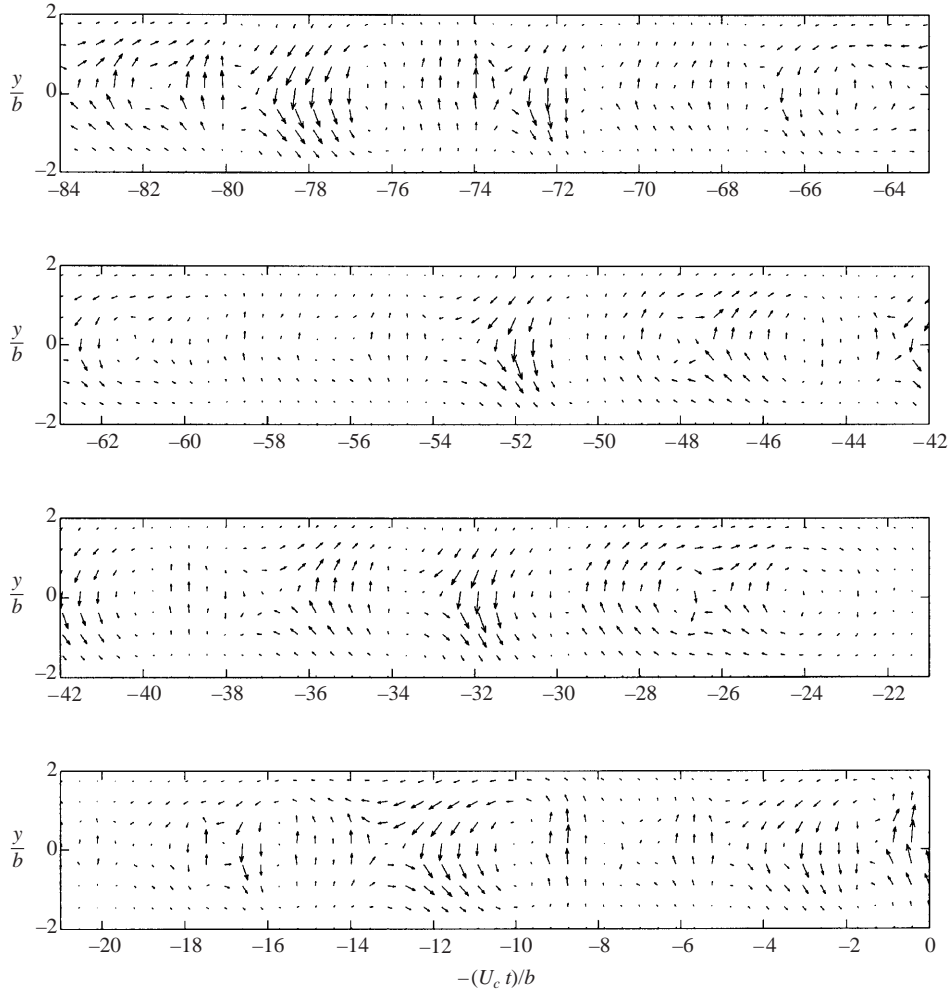 2
y/b 0
–2
–84 –82 –80 –78 –76 –74 –72 –70 –68 –66 –64
2
y/b 0
–2
–62 –60 –58 –56 –54 –52 –50 –48 –46 –44 –42
2
y/b 0
–2
–42 –40 –38 –36 –34 –32 –30 –28 –26 –24 –22
2
y/b 0
–2
–20 –18 –16 –14 –12 –10 –8 –6 –4 –2 0
–(U_c t)/b